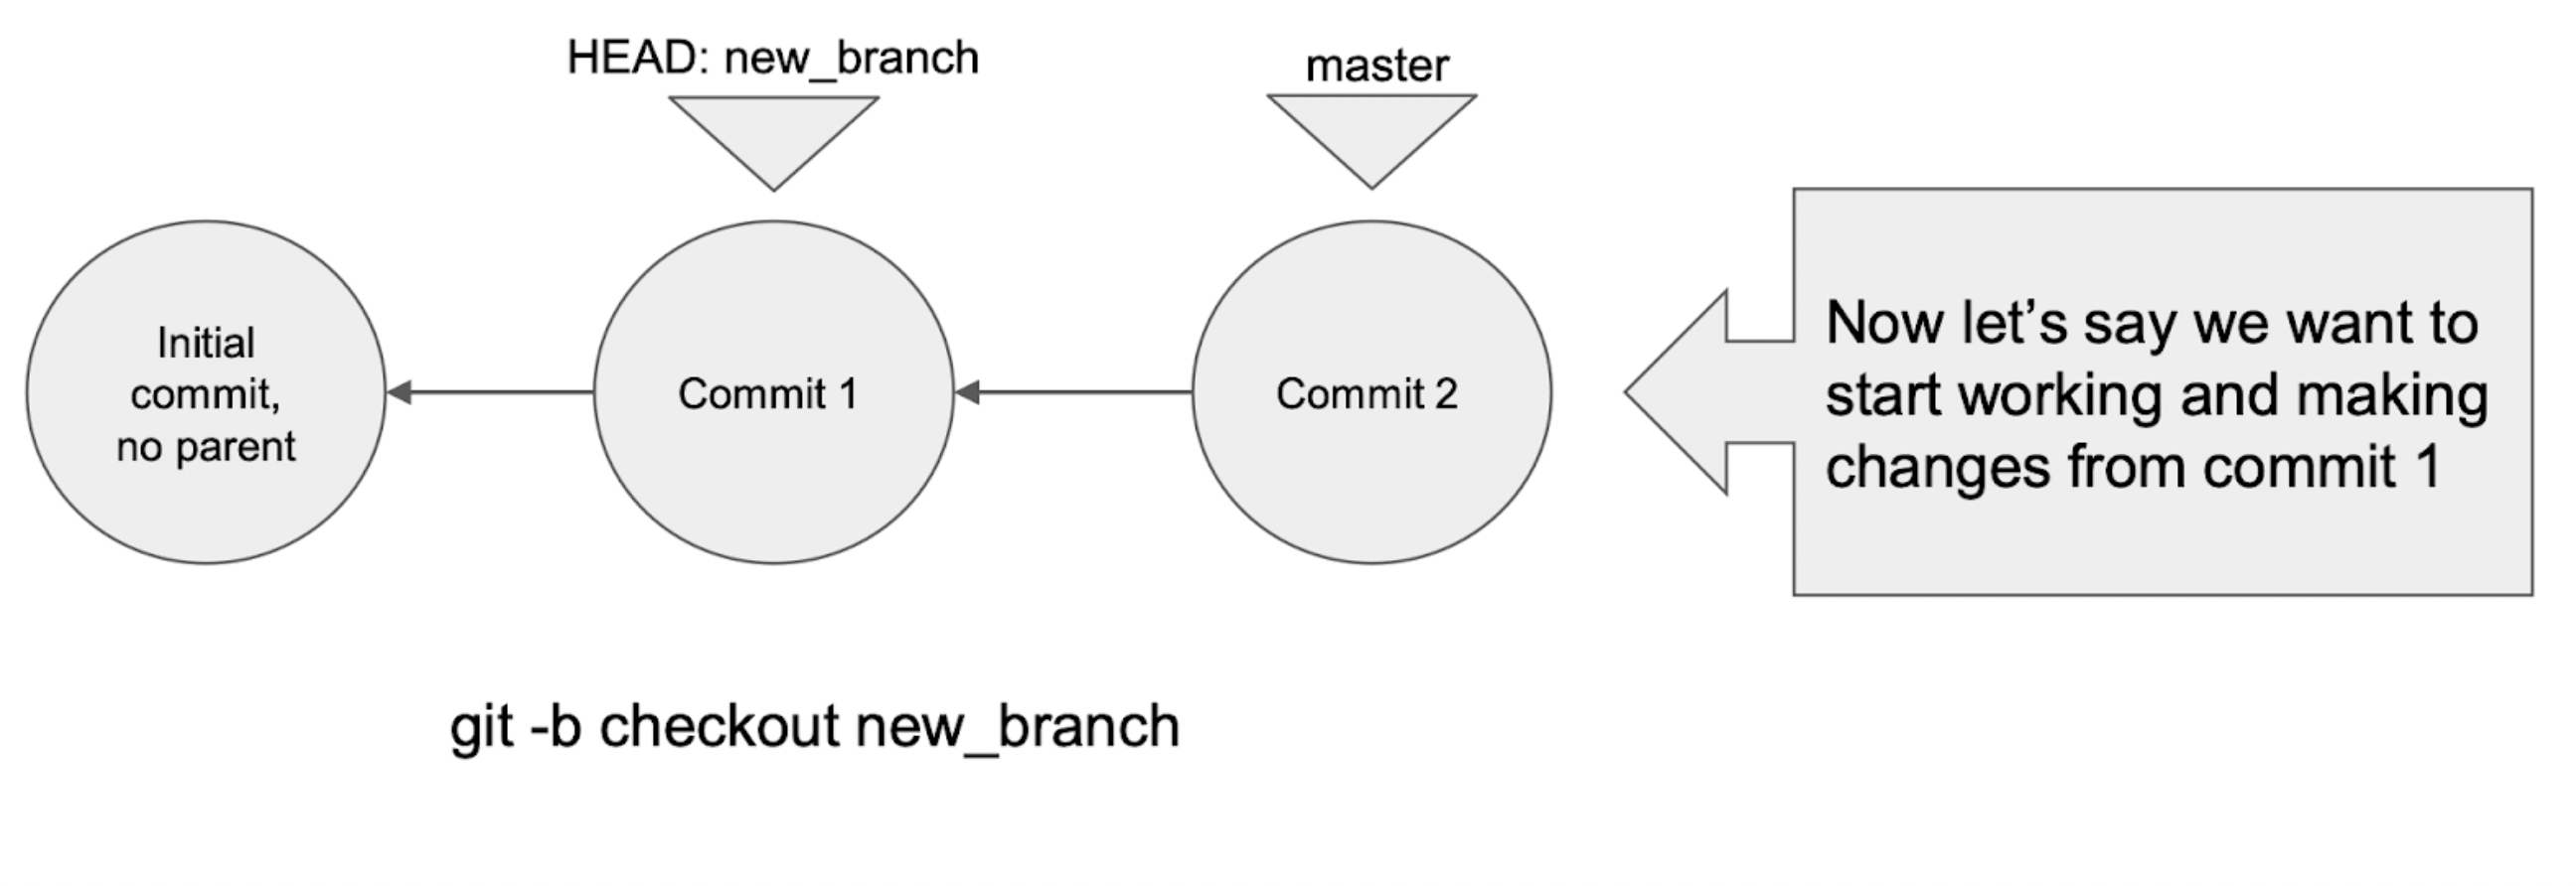 HEAD: new_branch
master
Initial
commit,
no parent
Commit 1
Commit 2
Now let’s say we want to
start working and making
changes from commit 1
git -b checkout new_branch